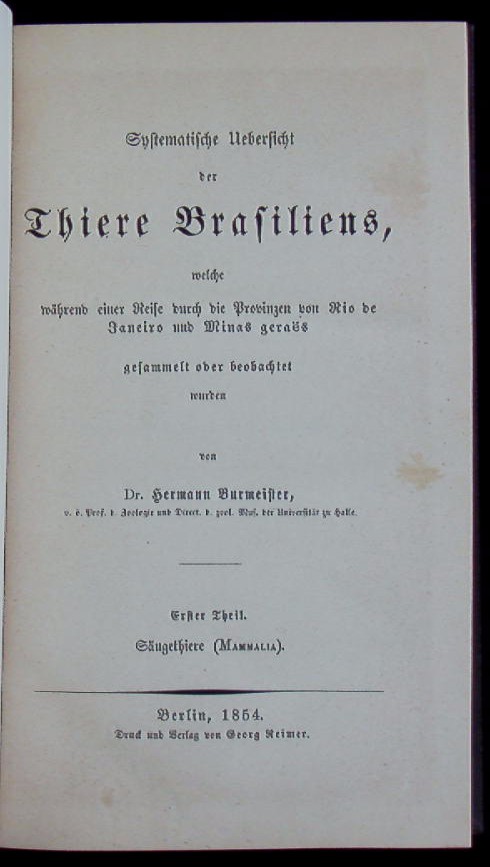 Systematische Uebersicht
der
Thiere Brasiliens,
welche
während einer Reise durch die Provinzen von Rio de
Janeiro und Minas geraës
gesammelt oder beobachtet
wurden
von
Dr. Hermann Burmeister,
o. ö. Prof. d. Zoologie und Direct. d. zool. Mus. der Universität zu Halle.
Erster Theil.
Säugethiere (Mammalia).
Berlin, 1854.
Druck und Verlag von Georg Reimer.